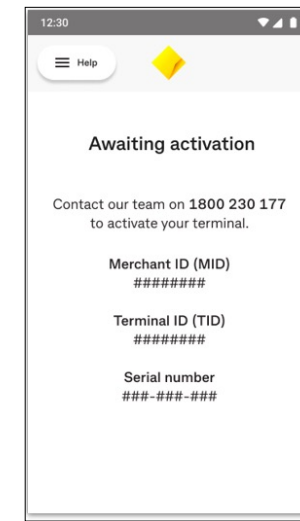 12:30
Help
Awaiting activation
Contact our team on 1800 230 177
to activate your terminal.
Merchant ID (MID)
########
Terminal ID (TID)
########
Serial number
###-###-###